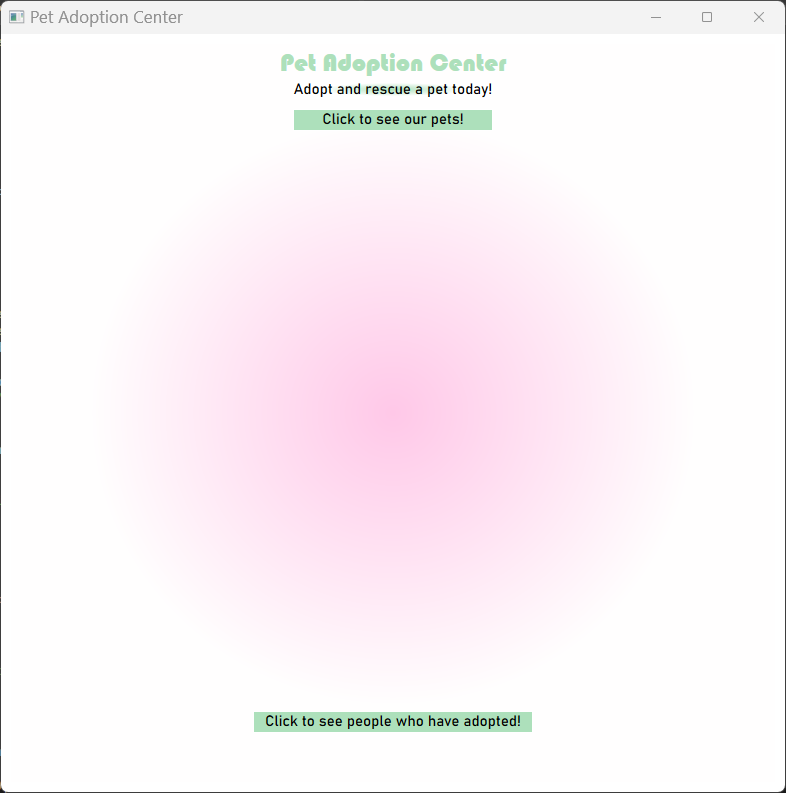 Pet Adoption Center
Pet Adoption Center
Adopt and rescue a pet today!
Click to see our pets!
Click to see people who have adopted!